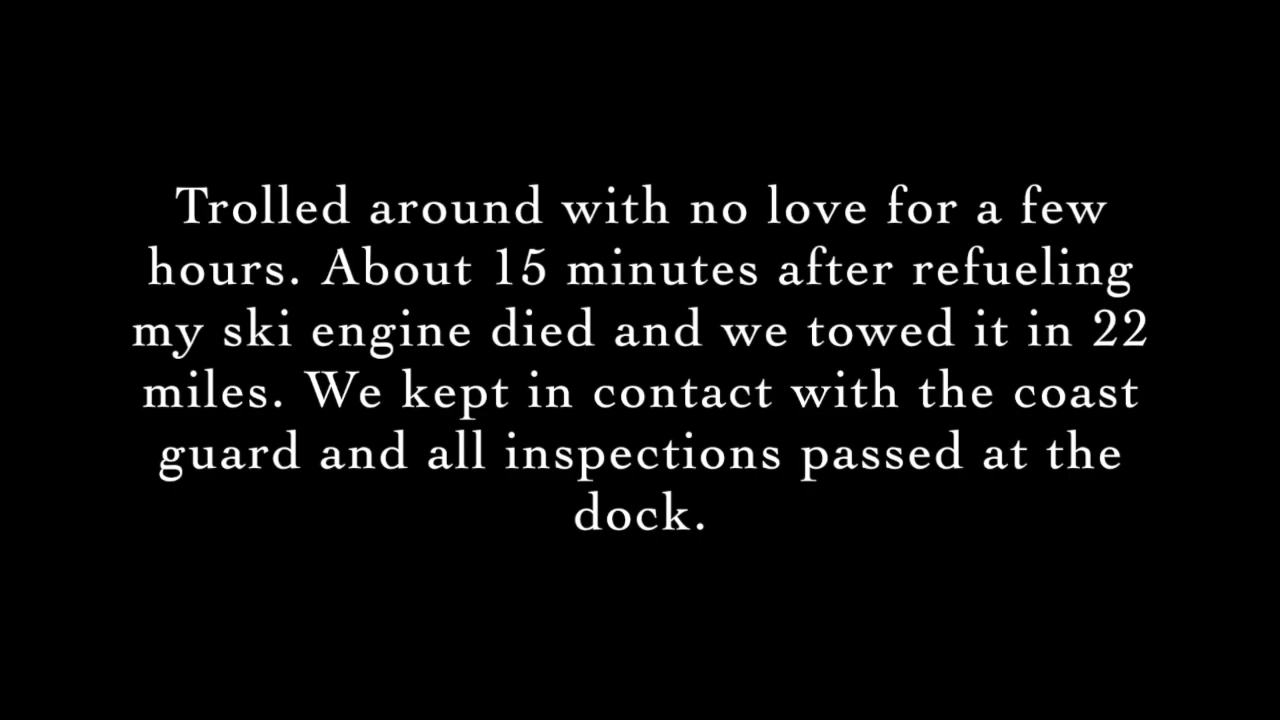 Trolled around with no love for a few
hours. About 15 minutes after refueling
my ski engine died and we towed it in 22
miles. We kept in contact with the coast
guard and all inspections passed at the
dock.